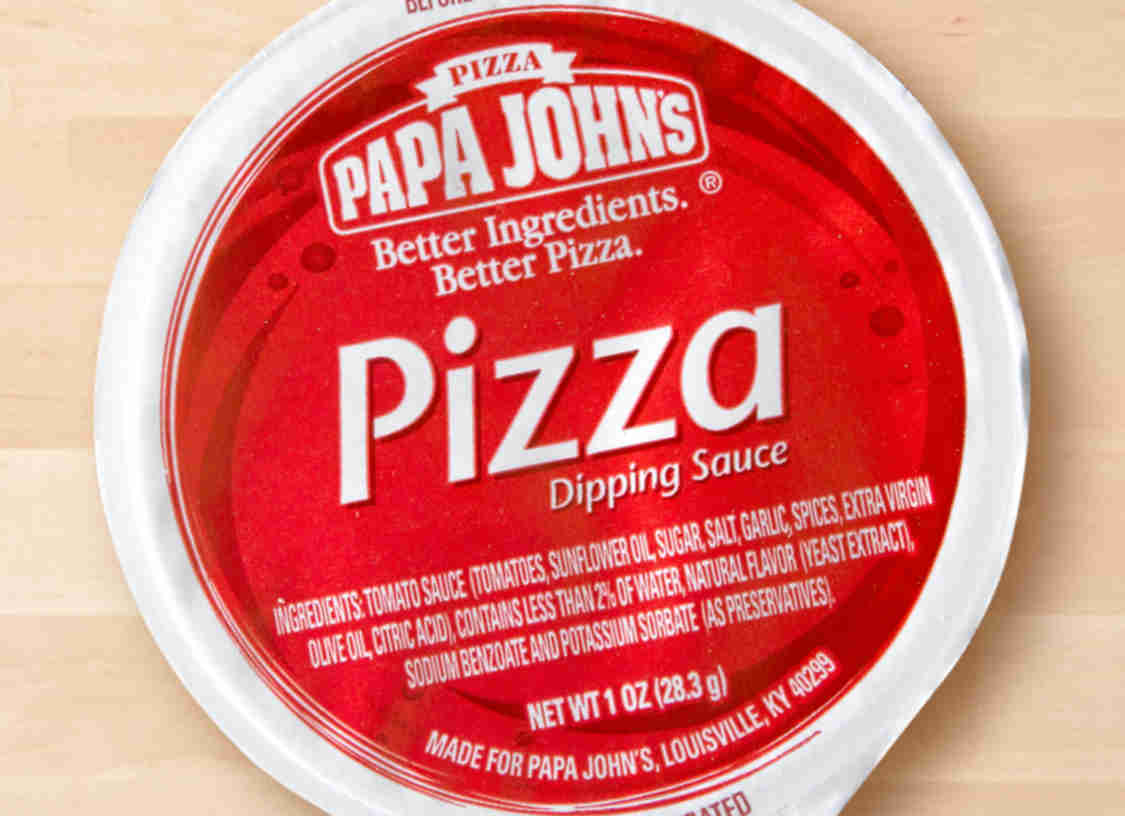 PIZZA
PAPA JOHN'S
Better Ingredients. ®
Better Pizza.
Pizza
Dipping Sauce
INGREDIENTS: TOMATO SAUCE (TOMATOES, SUNFLOWER OIL, SUGAR, SALT, GARLIC, SPICES, EXTRA VIRGIN
OLIVE OIL, CITRIC ACID), CONTAINS LESS THAN 2% OF WATER, NATURAL FLAVOR (YEAST EXTRACT),
SODIUM BENZOATE AND POTASSIUM SORBATE (AS PRESERVATIVES).
NET WT 1 OZ (28.3 g)
MADE FOR PAPA JOHN'S, LOUISVILLE, KY 40299